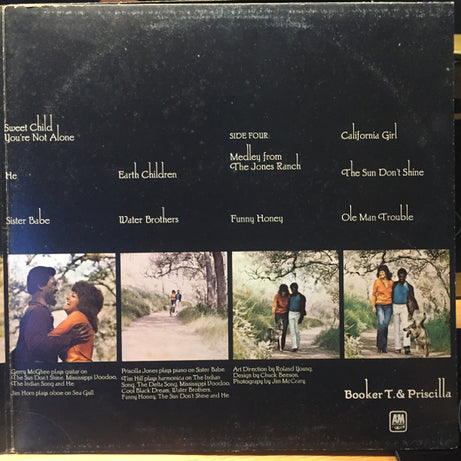 Sweet Child
You're Not Alone
He
Earth Children
Sister Babe
Water Brothers
SIDE FOUR:
Medley from
The Jones Ranch
Funny Honey
California Girl
The Sun Don't Shine
Ole Man Trouble
Gerry McGhee plays guitar on
The Sun Don't Shine, Mississippi Voodoo,
The Indian Song and He
Jim Horn plays oboe on Sea Gull
Priscilla Jones plays piano on Sister Babe
Tim Hill plays harmonica on The Indian
Song, The Delta Song, Mississippi Voodoo,
Cool Black Dream, Water Brothers,
Funny Honey, The Sun Don't Shine and He
Art Direction by Roland Young,
Design by Chuck Beeson,
Photography by Jim McCrary
Booker T. & Priscilla
A&M